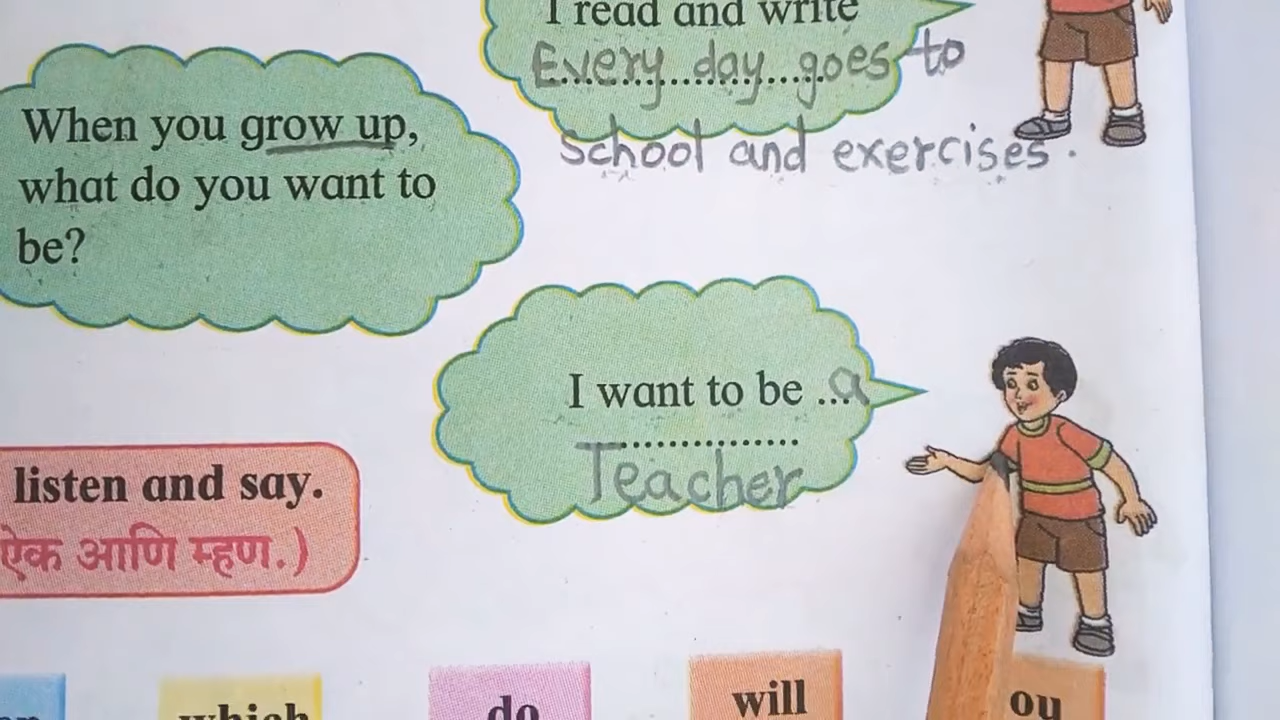 I read and write
Every day goes to
School and exercises.
When you grow up,
what do you want to
be?
I want to be ...a
Teacher
listen and say.
ऐक आणि म्हण.)
which
do
will
ou